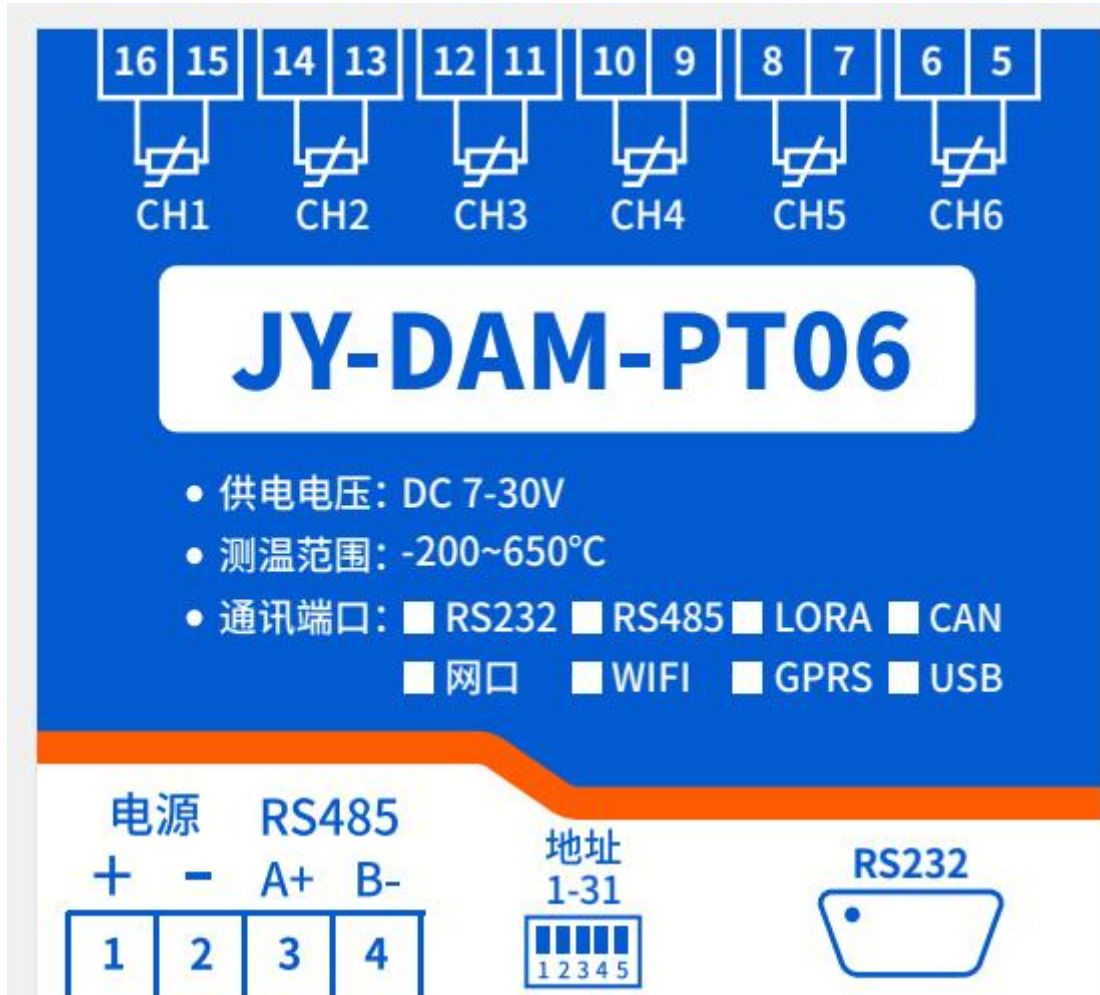 16 15 14 13 12 11 10 9 8 7 6 5
CH1 CH2 CH3 CH4 CH5 CH6
JY-DAM-PT06
供电电压：DC 7-30V
测温范围：-200~650℃
通讯端口：RS232 RS485 LORA CAN
网口 WIFI GPRS USB
电源 RS485
+ - A+ B-
1 2 3 4
地址
1-31
1 2 3 4 5
RS232